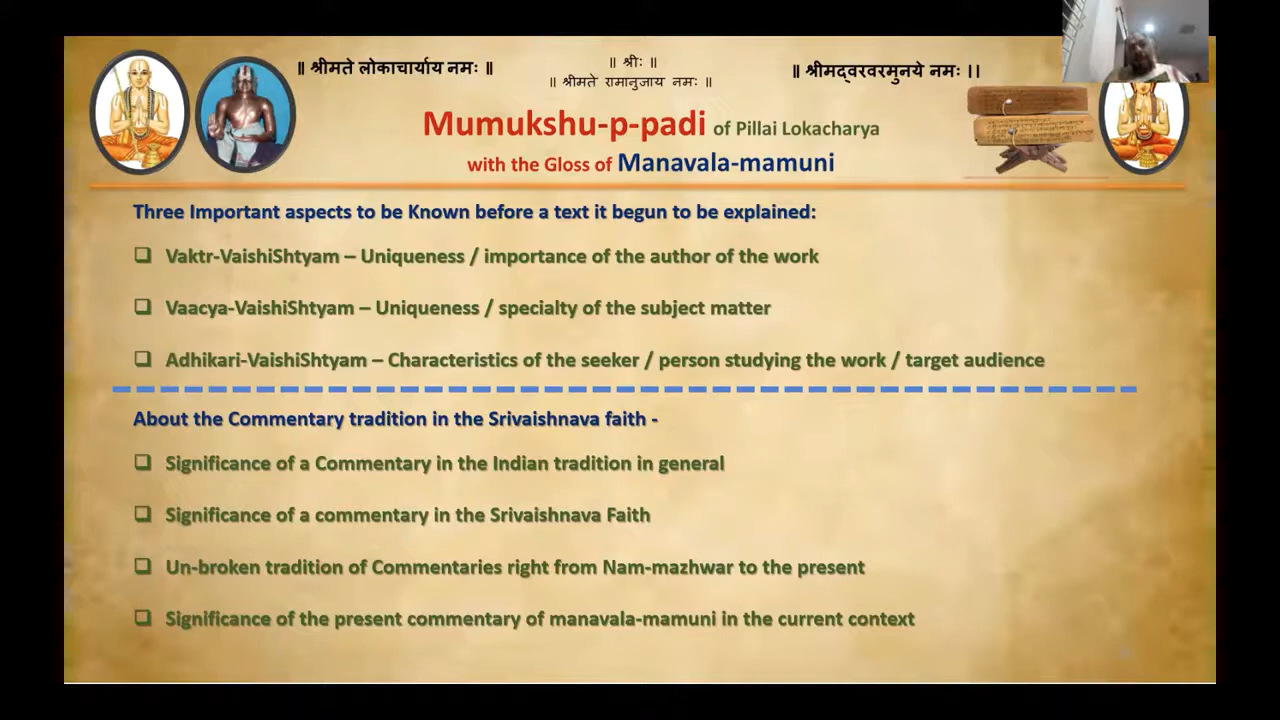 ॥ श्रीमते लोकाचार्याय नमः ॥
॥ श्रीः ॥
॥ श्रीमते रामानुजाय नमः ॥
॥ श्रीमद्वरवरमुनये नमः ।।
Mumukshu-p-padi of Pillai Lokacharya
with the Gloss of Manavala-mamuni
Three Important aspects to be Known before a text it begun to be explained:
❑ Vaktr-VaishiShtyam – Uniqueness / importance of the author of the work
❑ Vaacya-VaishiShtyam – Uniqueness / specialty of the subject matter
❑ Adhikari-VaishiShtyam – Characteristics of the seeker / person studying the work / target audience
About the Commentary tradition in the Srivaishnava faith -
❑ Significance of a Commentary in the Indian tradition in general
❑ Significance of a commentary in the Srivaishnava Faith
❑ Un-broken tradition of Commentaries right from Nam-mazhwar to the present
❑ Significance of the present commentary of manavala-mamuni in the current context